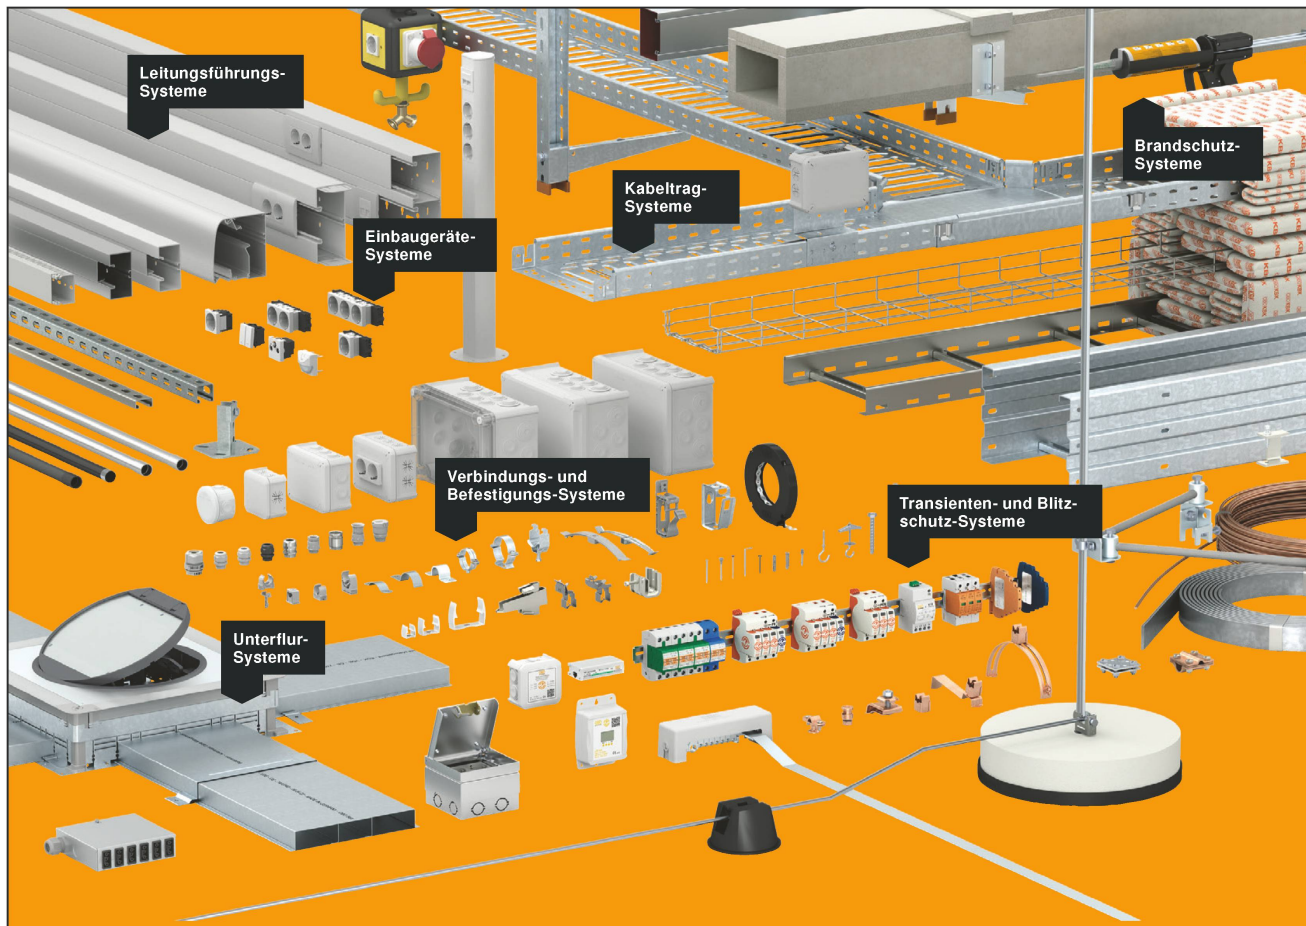 Leitungsführungs-
Systeme
Brandschutz-
Systeme
Kabeltrag-
Systeme
Einbaugeräte-
Systeme
Verbindungs- und
Befestigungs-Systeme
Transienten- und Blitz-
schutz-Systeme
Unterflur-
Systeme